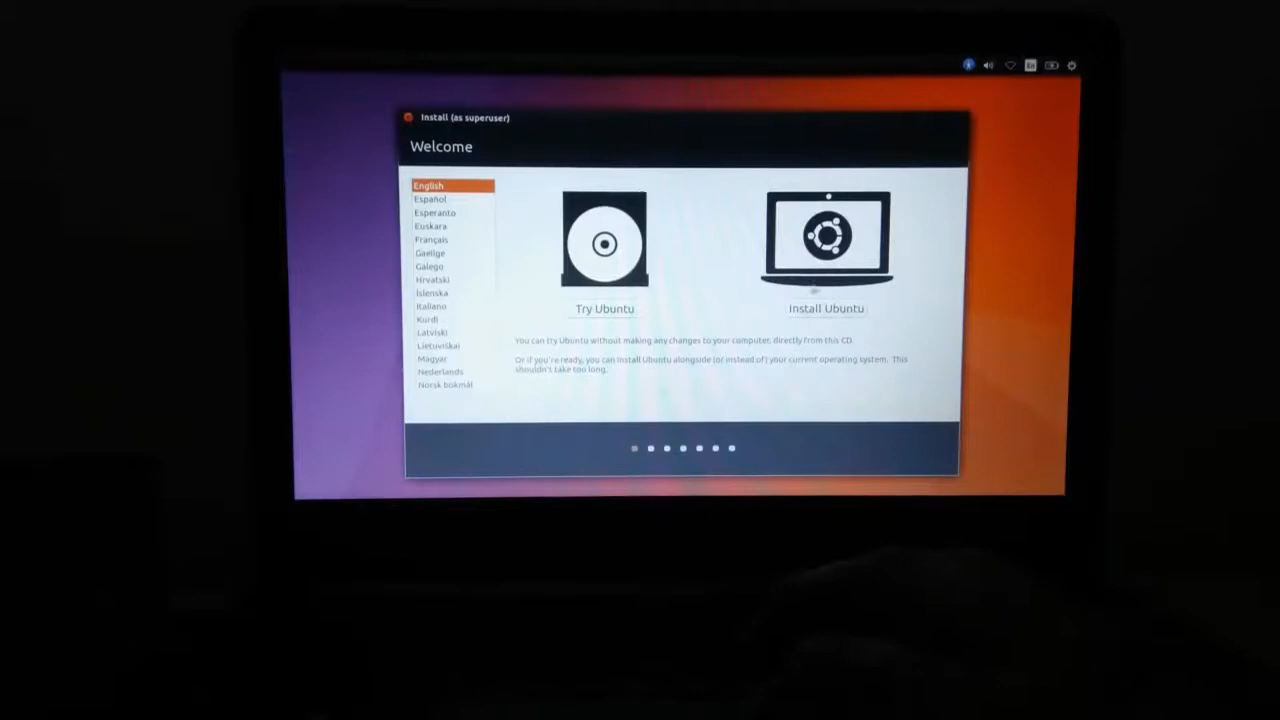 En
Install (as superuser)
Welcome
English
Español
Esperanto
Euskara
Français
Gaeilge
Galego
Hrvatski
Íslenska
Italiano
Kurdî
Latviski
Lietuviškai
Magyar
Nederlands
Norsk bokmål
Try Ubuntu
Install Ubuntu
You can try Ubuntu without making any changes to your computer, directly from this CD.
Or if you're ready, you can install Ubuntu alongside (or instead of) your current operating system. This
shouldn't take too long.